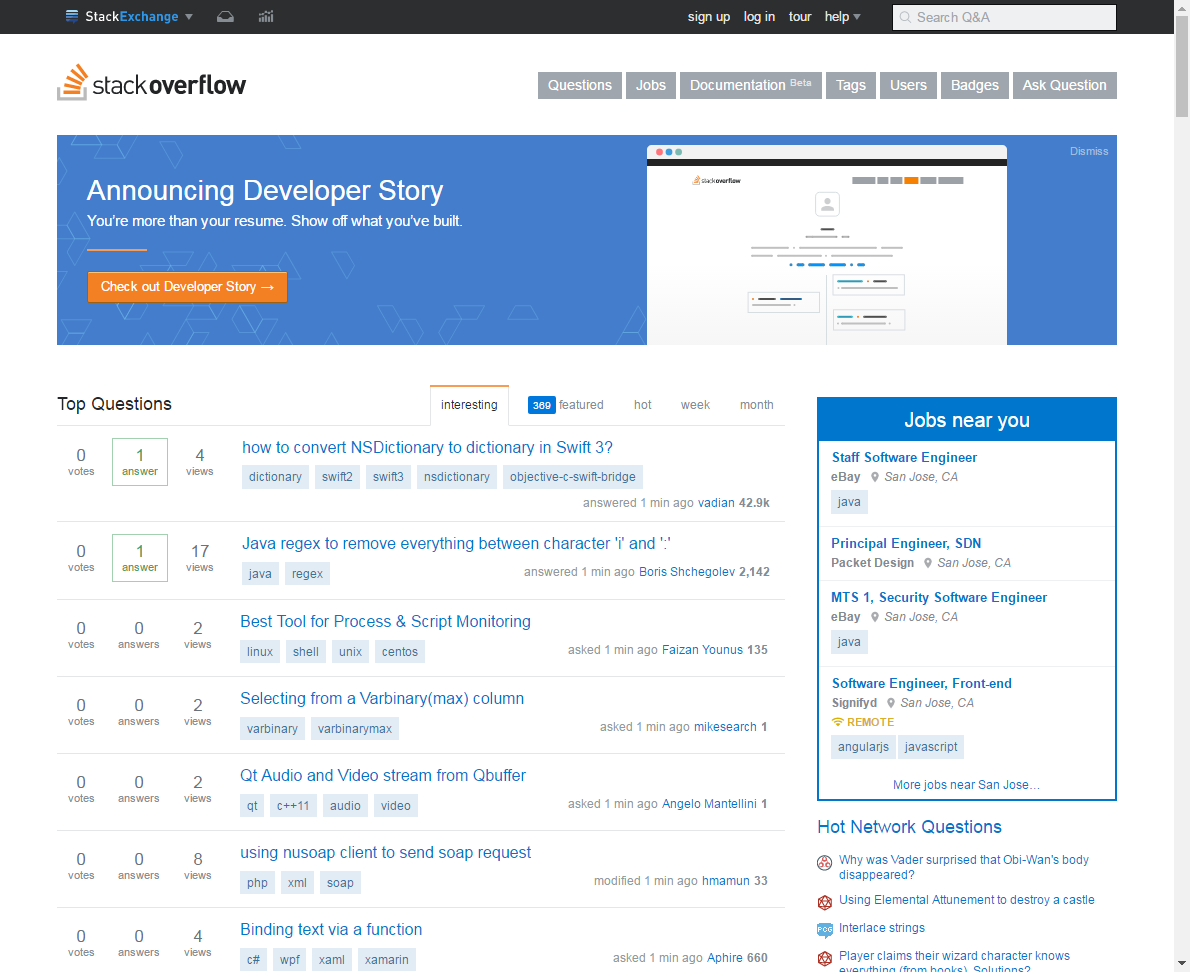 StackExchange
sign up log in tour help
Search Q&A
stackoverflow
Questions Jobs Documentation Beta Tags Users Badges Ask Question
Dismiss
Announcing Developer Story
You're more than your resume. Show off what you've built.
Check out Developer Story →
stackoverflow
Top Questions
interesting 369 featured hot week month
0 votes 1 answer 4 views
how to convert NSDictionary to dictionary in Swift 3?
dictionary swift2 swift3 nsdictionary objective-c-swift-bridge
answered 1 min ago vadian 42.9k
0 votes 1 answer 17 views
Java regex to remove everything between character 'i' and ':'
java regex
answered 1 min ago Boris Shchegolev 2,142
0 votes 0 answers 2 views
Best Tool for Process & Script Monitoring
linux shell unix centos
asked 1 min ago Faizan Younus 135
0 votes 0 answers 2 views
Selecting from a Varbinary(max) column
varbinary varbinarymax
asked 1 min ago mikesearch 1
0 votes 0 answers 2 views
Qt Audio and Video stream from Qbuffer
qt c++11 audio video
asked 1 min ago Angelo Mantellini 1
0 votes 0 answers 8 views
using nusoap client to send soap request
php xml soap
modified 1 min ago hmamun 33
0 votes 0 answers 4 views
Binding text via a function
c# wpf xaml xamarin
asked 1 min ago Aphire 660
Jobs near you
Staff Software Engineer
eBay San Jose, CA
java
Principal Engineer, SDN
Packet Design San Jose, CA
MTS 1, Security Software Engineer
eBay San Jose, CA
java
Software Engineer, Front-end
Signifyd San Jose, CA
REMOTE
angularjs javascript
More jobs near San Jose…
Hot Network Questions
Why was Vader surprised that Obi-Wan's body
disappeared?
Using Elemental Attunement to destroy a castle
PCG Interlace strings
Player claims their wizard character knows
everything (from books). Solutions?